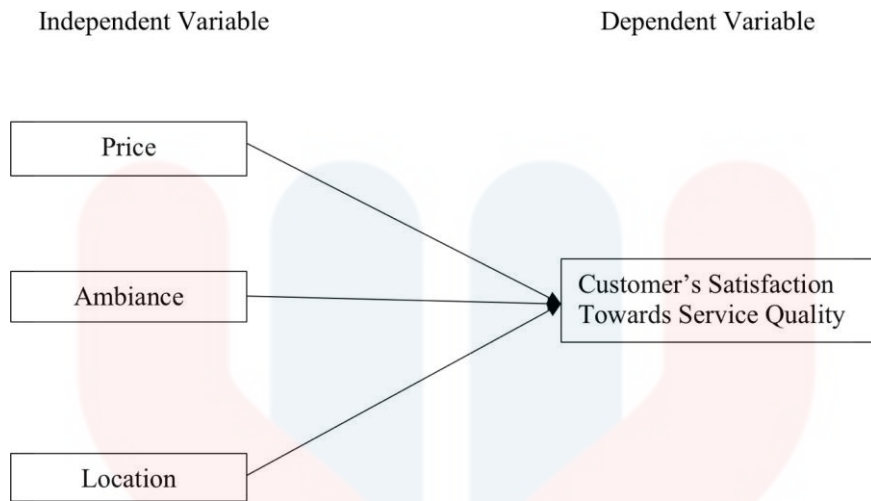 Independent Variable
Dependent Variable
Price
Ambiance
Customer’s Satisfaction
Towards Service Quality
Location